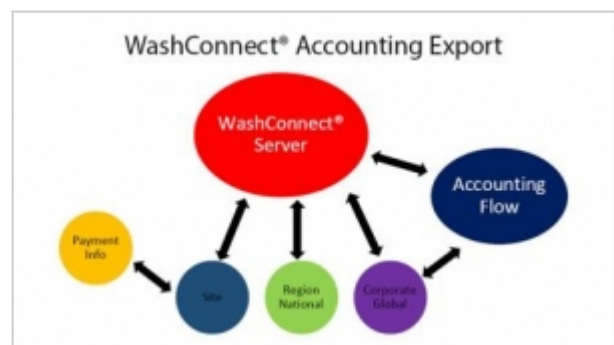 WashConnect® Accounting Export
WashConnect®
Server
Accounting
Flow
Payment
Info
Site
Region
National
Corporate
Global